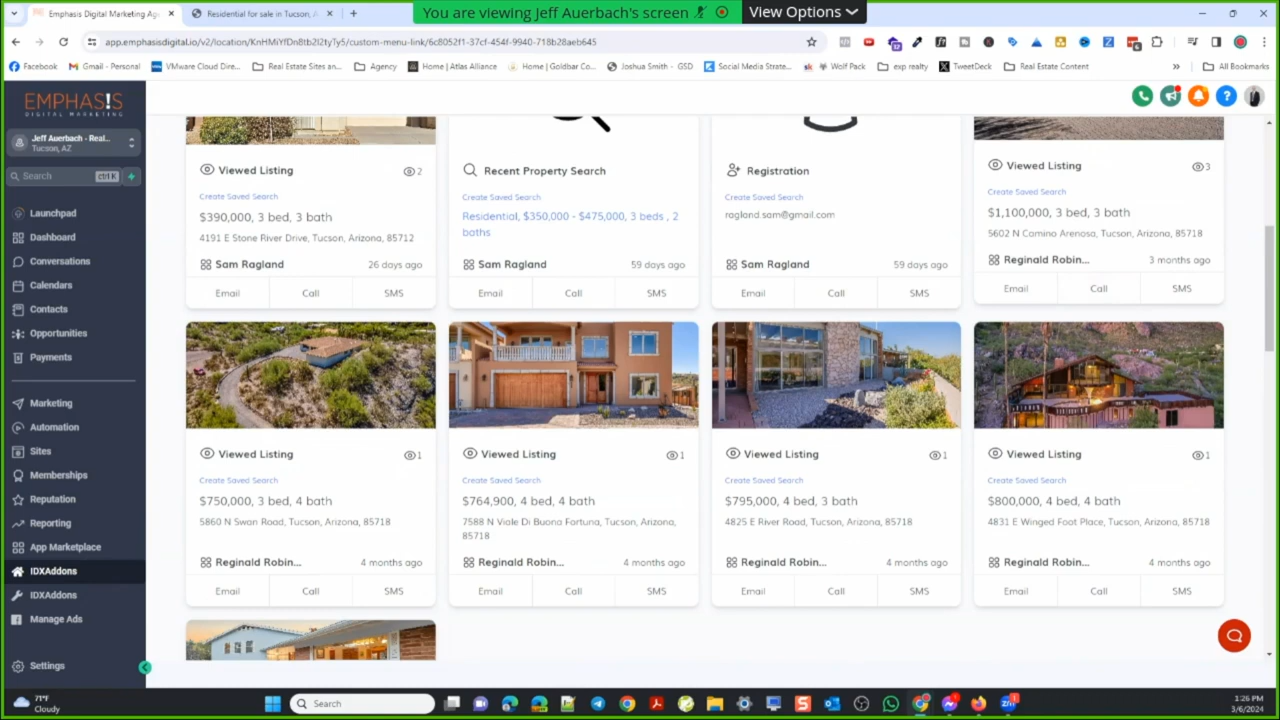 You are viewing Jeff Auerbach's screen
View Options
Emphasis Digital Marketing Ag
Residential for sale in Tucson, A
app.emphasisdigital.io/v2/location/KnHMiYfDn8tb2I2tyTy5/custom-menu-link/6c8052f1-37cf-454f-9940-718b28aeb645
Facebook
Gmail - Personal
VMware Cloud Dire...
Real Estate Sites an...
Agency
Home | Atlas Alliance
Home | Goldbar Co...
Joshua Smith - GSD
Social Media Strate...
Wolf Pack
exp realty
TweetDeck
Real Estate Content
»
All Bookmarks
EMPHAS!S
DIGITAL MARKETING
Jeff Auerbach - Real...
Tucson, AZ
Search
ctrl K
Launchpad
Dashboard
Conversations
Calendars
Contacts
Opportunities
Payments
Marketing
Automation
Sites
Memberships
Reputation
Reporting
App Marketplace
IDXAddons
IDXAddons
Manage Ads
Settings
Viewed Listing
2
Create Saved Search
$390,000, 3 bed, 3 bath
4191 E Stone River Drive, Tucson, Arizona, 85712
Sam Ragland
26 days ago
Email
Call
SMS
Recent Property Search
Create Saved Search
Residential, $350,000 - $475,000, 3 beds , 2
baths
Sam Ragland
59 days ago
Email
Call
SMS
Registration
Create Saved Search
ragland.sam@gmail.com
Sam Ragland
59 days ago
Email
Call
SMS
Viewed Listing
3
Create Saved Search
$1,100,000, 3 bed, 3 bath
5602 N Camino Arenosa, Tucson, Arizona, 85718
Reginald Robin...
3 months ago
Email
Call
SMS
Viewed Listing
1
Create Saved Search
$750,000, 3 bed, 4 bath
5860 N Swan Road, Tucson, Arizona, 85718
Reginald Robin...
4 months ago
Email
Call
SMS
Viewed Listing
1
Create Saved Search
$764,900, 4 bed, 4 bath
7588 N Viale Di Buona Fortuna, Tucson, Arizona,
85718
Reginald Robin...
4 months ago
Email
Call
SMS
Viewed Listing
1
Create Saved Search
$795,000, 4 bed, 3 bath
4825 E River Road, Tucson, Arizona, 85718
Reginald Robin...
4 months ago
Email
Call
SMS
Viewed Listing
1
Create Saved Search
$800,000, 4 bed, 4 bath
4831 E Winged Foot Place, Tucson, Arizona, 85718
Reginald Robin...
4 months ago
Email
Call
SMS
71°F
Cloudy
Search
1:26 PM
3/6/2024